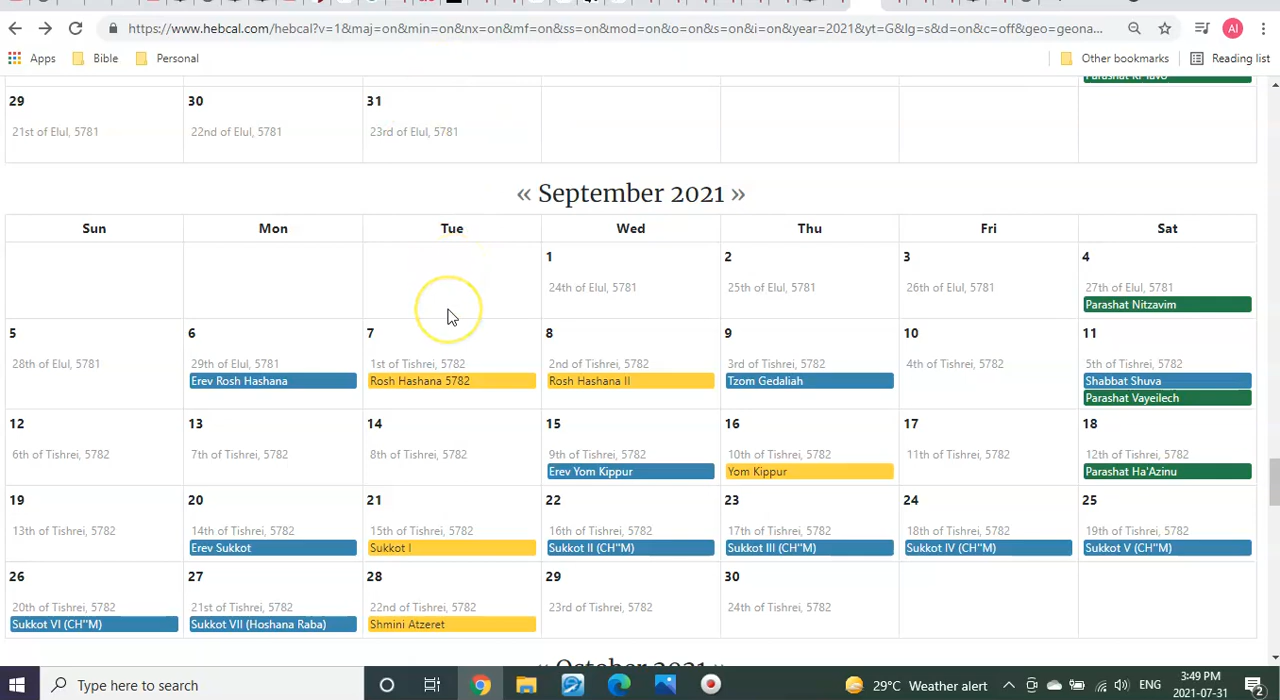 https://www.hebcal.com/hebcal?v=1&maj=on&min=on&nx=on&mf=on&ss=on&mod=on&o=on&s=on&i=on&year=2021&yt=G&lg=s&d=on&c=off&geo=geona...
AI
Apps Bible Personal Other bookmarks Reading list
Parashat Ki Tavo
29 30 31
21st of Elul, 5781 22nd of Elul, 5781 23rd of Elul, 5781
« September 2021 »
Sun Mon Tue Wed Thu Fri Sat
1 2 3 4
24th of Elul, 5781 25th of Elul, 5781 26th of Elul, 5781 27th of Elul, 5781
Parashat Nitzavim
5 6 7 8 9 10 11
28th of Elul, 5781 29th of Elul, 5781 1st of Tishrei, 5782 2nd of Tishrei, 5782 3rd of Tishrei, 5782 4th of Tishrei, 5782 5th of Tishrei, 5782
Erev Rosh Hashana Rosh Hashana 5782 Rosh Hashana II Tzom Gedaliah Shabbat Shuva
Parashat Vayeilech
12 13 14 15 16 17 18
6th of Tishrei, 5782 7th of Tishrei, 5782 8th of Tishrei, 5782 9th of Tishrei, 5782 10th of Tishrei, 5782 11th of Tishrei, 5782 12th of Tishrei, 5782
Erev Yom Kippur Yom Kippur Parashat Ha'Azinu
19 20 21 22 23 24 25
13th of Tishrei, 5782 14th of Tishrei, 5782 15th of Tishrei, 5782 16th of Tishrei, 5782 17th of Tishrei, 5782 18th of Tishrei, 5782 19th of Tishrei, 5782
Erev Sukkot Sukkot I Sukkot II (CH''M) Sukkot III (CH''M) Sukkot IV (CH''M) Sukkot V (CH''M)
26 27 28 29 30
20th of Tishrei, 5782 21st of Tishrei, 5782 22nd of Tishrei, 5782 23rd of Tishrei, 5782 24th of Tishrei, 5782
Sukkot VI (CH''M) Sukkot VII (Hoshana Raba) Shmini Atzeret
« October 2021 »
Type here to search 29°C Weather alert ENG 3:49 PM
2021-07-31
2